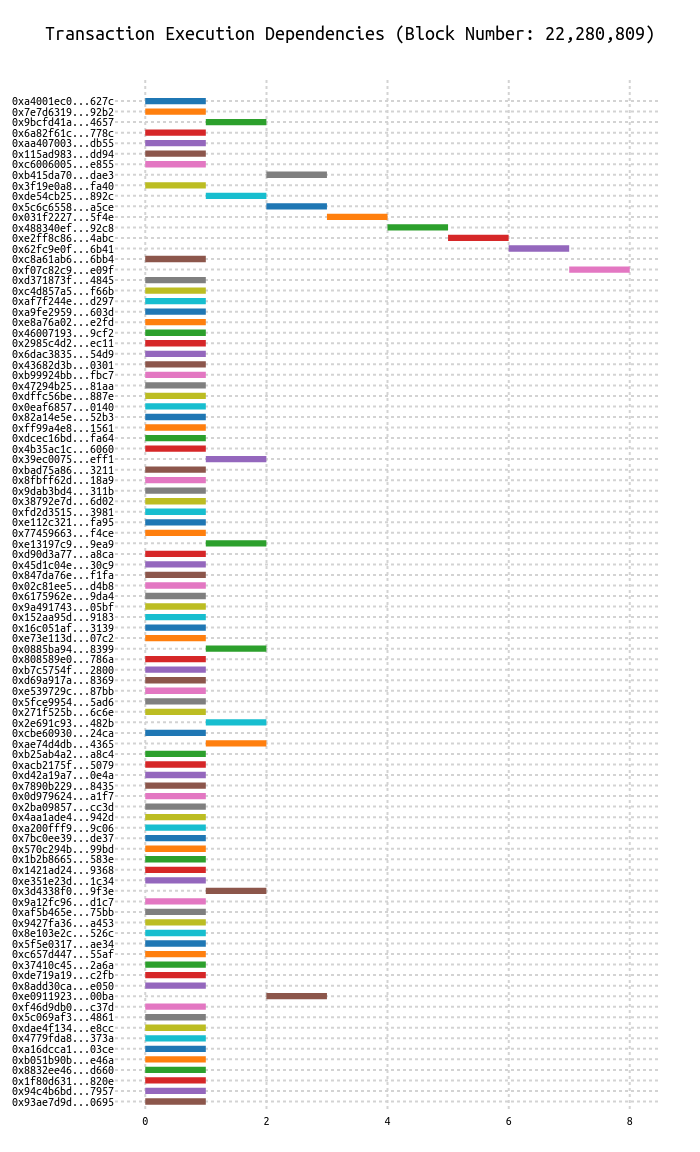 Transaction Execution Dependencies (Block Number: 22,280,809)
0xa4001ec0...627c
0x7e7d6319...92b2
0x9bcfd41a...4657
0x6a82f61c...778c
0xaa407003...db55
0x115ad983...dd94
0xc6006005...e855
0xb415da70...dae3
0x3f19e0a8...fa40
0xde54cb25...892c
0x5c6c6558...a5ce
0x031f2227...5f4e
0x488340ef...92c8
0xe2ff8c86...4abc
0x62fc9e0f...6b41
0xc8a61ab6...6bb4
0xf07c82c9...e09f
0xd371873f...4845
0xc4d857a5...f66b
0xaf7f244e...d297
0xa9fe2959...603d
0xe8a76a02...e2fd
0x46007193...9cf2
0x2985c4d2...ec11
0x6dac3835...54d9
0x43682d3b...0301
0xb99924bb...fbc7
0x47294b25...81aa
0xdffc56be...887e
0x0eaf6857...0140
0x82a14e5e...52b3
0xff99a4e8...1561
0xdcec16bd...fa64
0x4b35ac1c...6060
0x39ec0075...eff1
0xbad75a86...3211
0x8fbff62d...18a9
0x9dab3bd4...311b
0x38792e7d...6d02
0xfd2d3515...3981
0xe112c321...fa95
0x77459663...f4ce
0xe13197c9...9ea9
0xd90d3a77...a8ca
0x45d1c04e...30c9
0x847da76e...f1fa
0x02c81ee5...d4b8
0x6175962e...9da4
0x9a491743...05bf
0x152aa95d...9183
0x16c051af...3139
0xe73e113d...07c2
0x0885ba94...8399
0x808589e0...786a
0xb7c5754f...2800
0xd69a917a...8369
0xe539729c...87bb
0x5fce9954...5ad6
0x271f525b...6c6e
0x2e691c93...482b
0xcbe60930...24ca
0xae74d4db...4365
0xb25ab4a2...a8c4
0xacb2175f...5079
0xd42a19a7...0e4a
0x7890b229...8435
0x0d979624...a1f7
0x2ba09857...cc3d
0x4aa1ade4...942d
0xa200fff9...9c06
0x7bc0ee39...de37
0x570c294b...99bd
0x1b2b8665...583e
0x1421ad24...9368
0xe351e23d...1c34
0x3d4338f0...9f3e
0x9a12fc96...d1c7
0xaf5b465e...75bb
0x9427fa36...a453
0x8e103e2c...526c
0x5f5e0317...ae34
0xc657d447...55af
0x37410c45...2a6a
0xde719a19...c2fb
0x8add30ca...e050
0xe0911923...00ba
0xf46d9db0...c37d
0x5c069af3...4861
0xdae4f134...e8cc
0x4779fda8...373a
0xa16dcca1...03ce
0xb051b90b...e46a
0x8832ee46...d660
0x1f80d631...820e
0x94c4b6bd...7957
0x93ae7d9d...0695
0 2 4 6 8